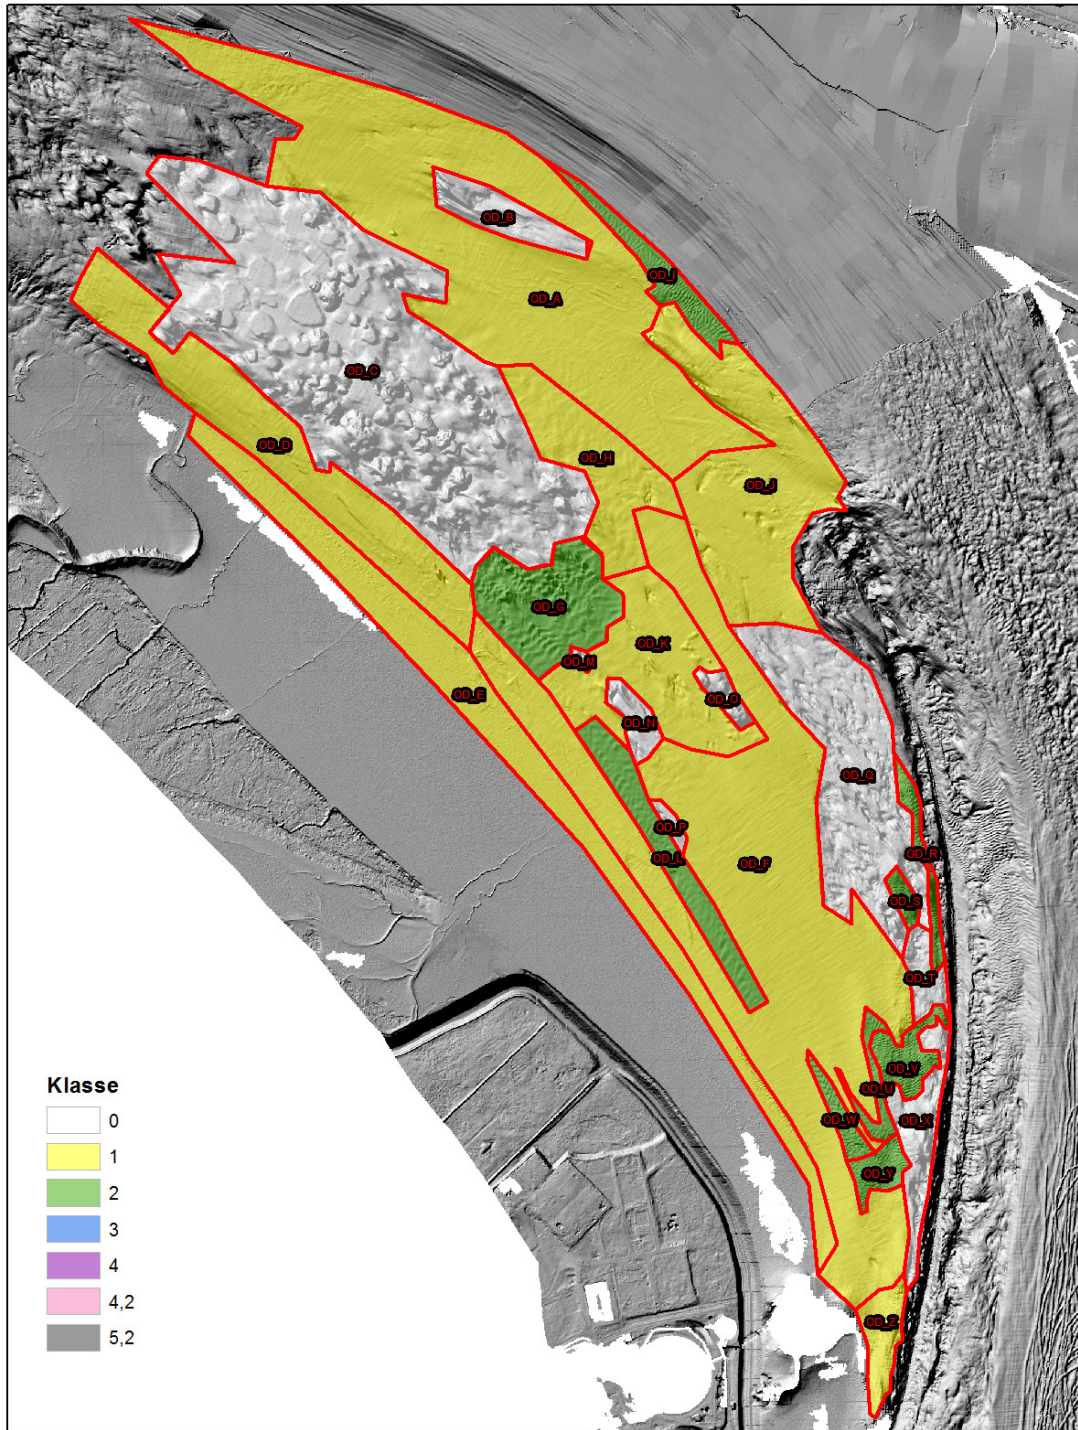 OD_B
OD_I
OD_A
OD_C
OD_D
OD_H
OD_J
OD_G
OD_K
OD_M
OD_E
OD_O
OD_N
OD_Q
OD_P
OD_R
OD_L
OD_F
OD_S
OD_T
OD_V
OD_U
OD_W
OD_X
OD_Y
OD_Z
Klasse
0
1
2
3
4
4,2
5,2